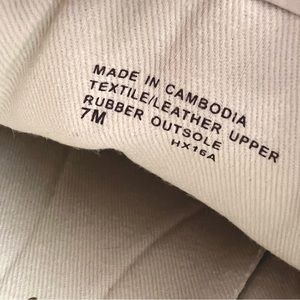 MADE IN CAMBODIA
TEXTILE/LEATHER UPPER
RUBBER OUTSOLE
7M
HX16A